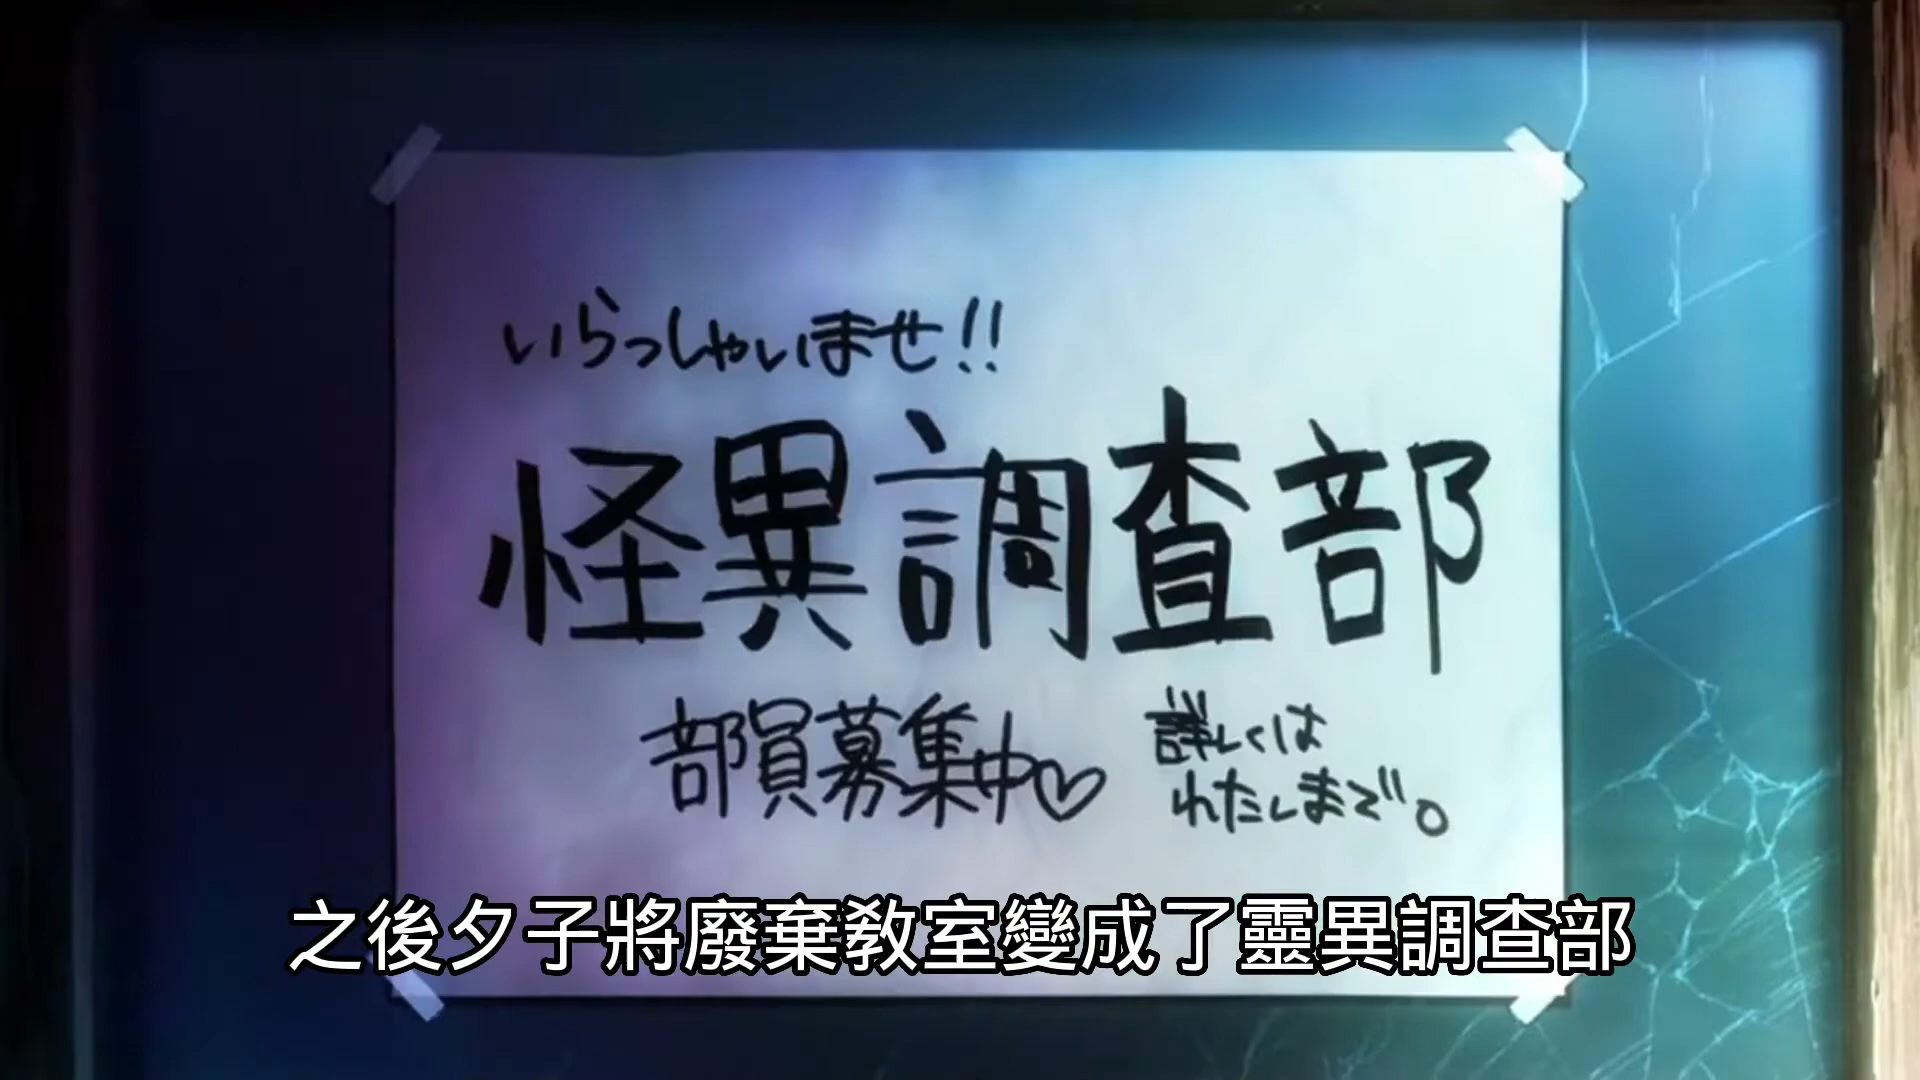 いらっしゃいませ!!
怪異調査部
部員募集中♡
詳しくは
わたしまで。
之後夕子將廢棄教室變成了靈異調查部